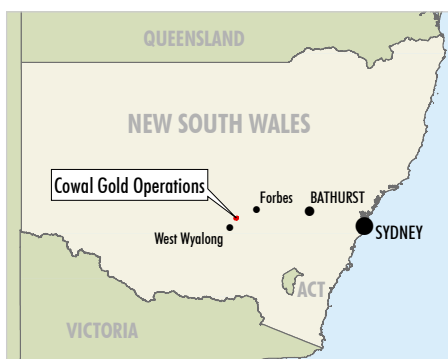 QUEENSLAND
NEW SOUTH WALES
Cowal Gold Operations
Forbes
BATHURST
West Wyalong
SYDNEY
ACT
VICTORIA